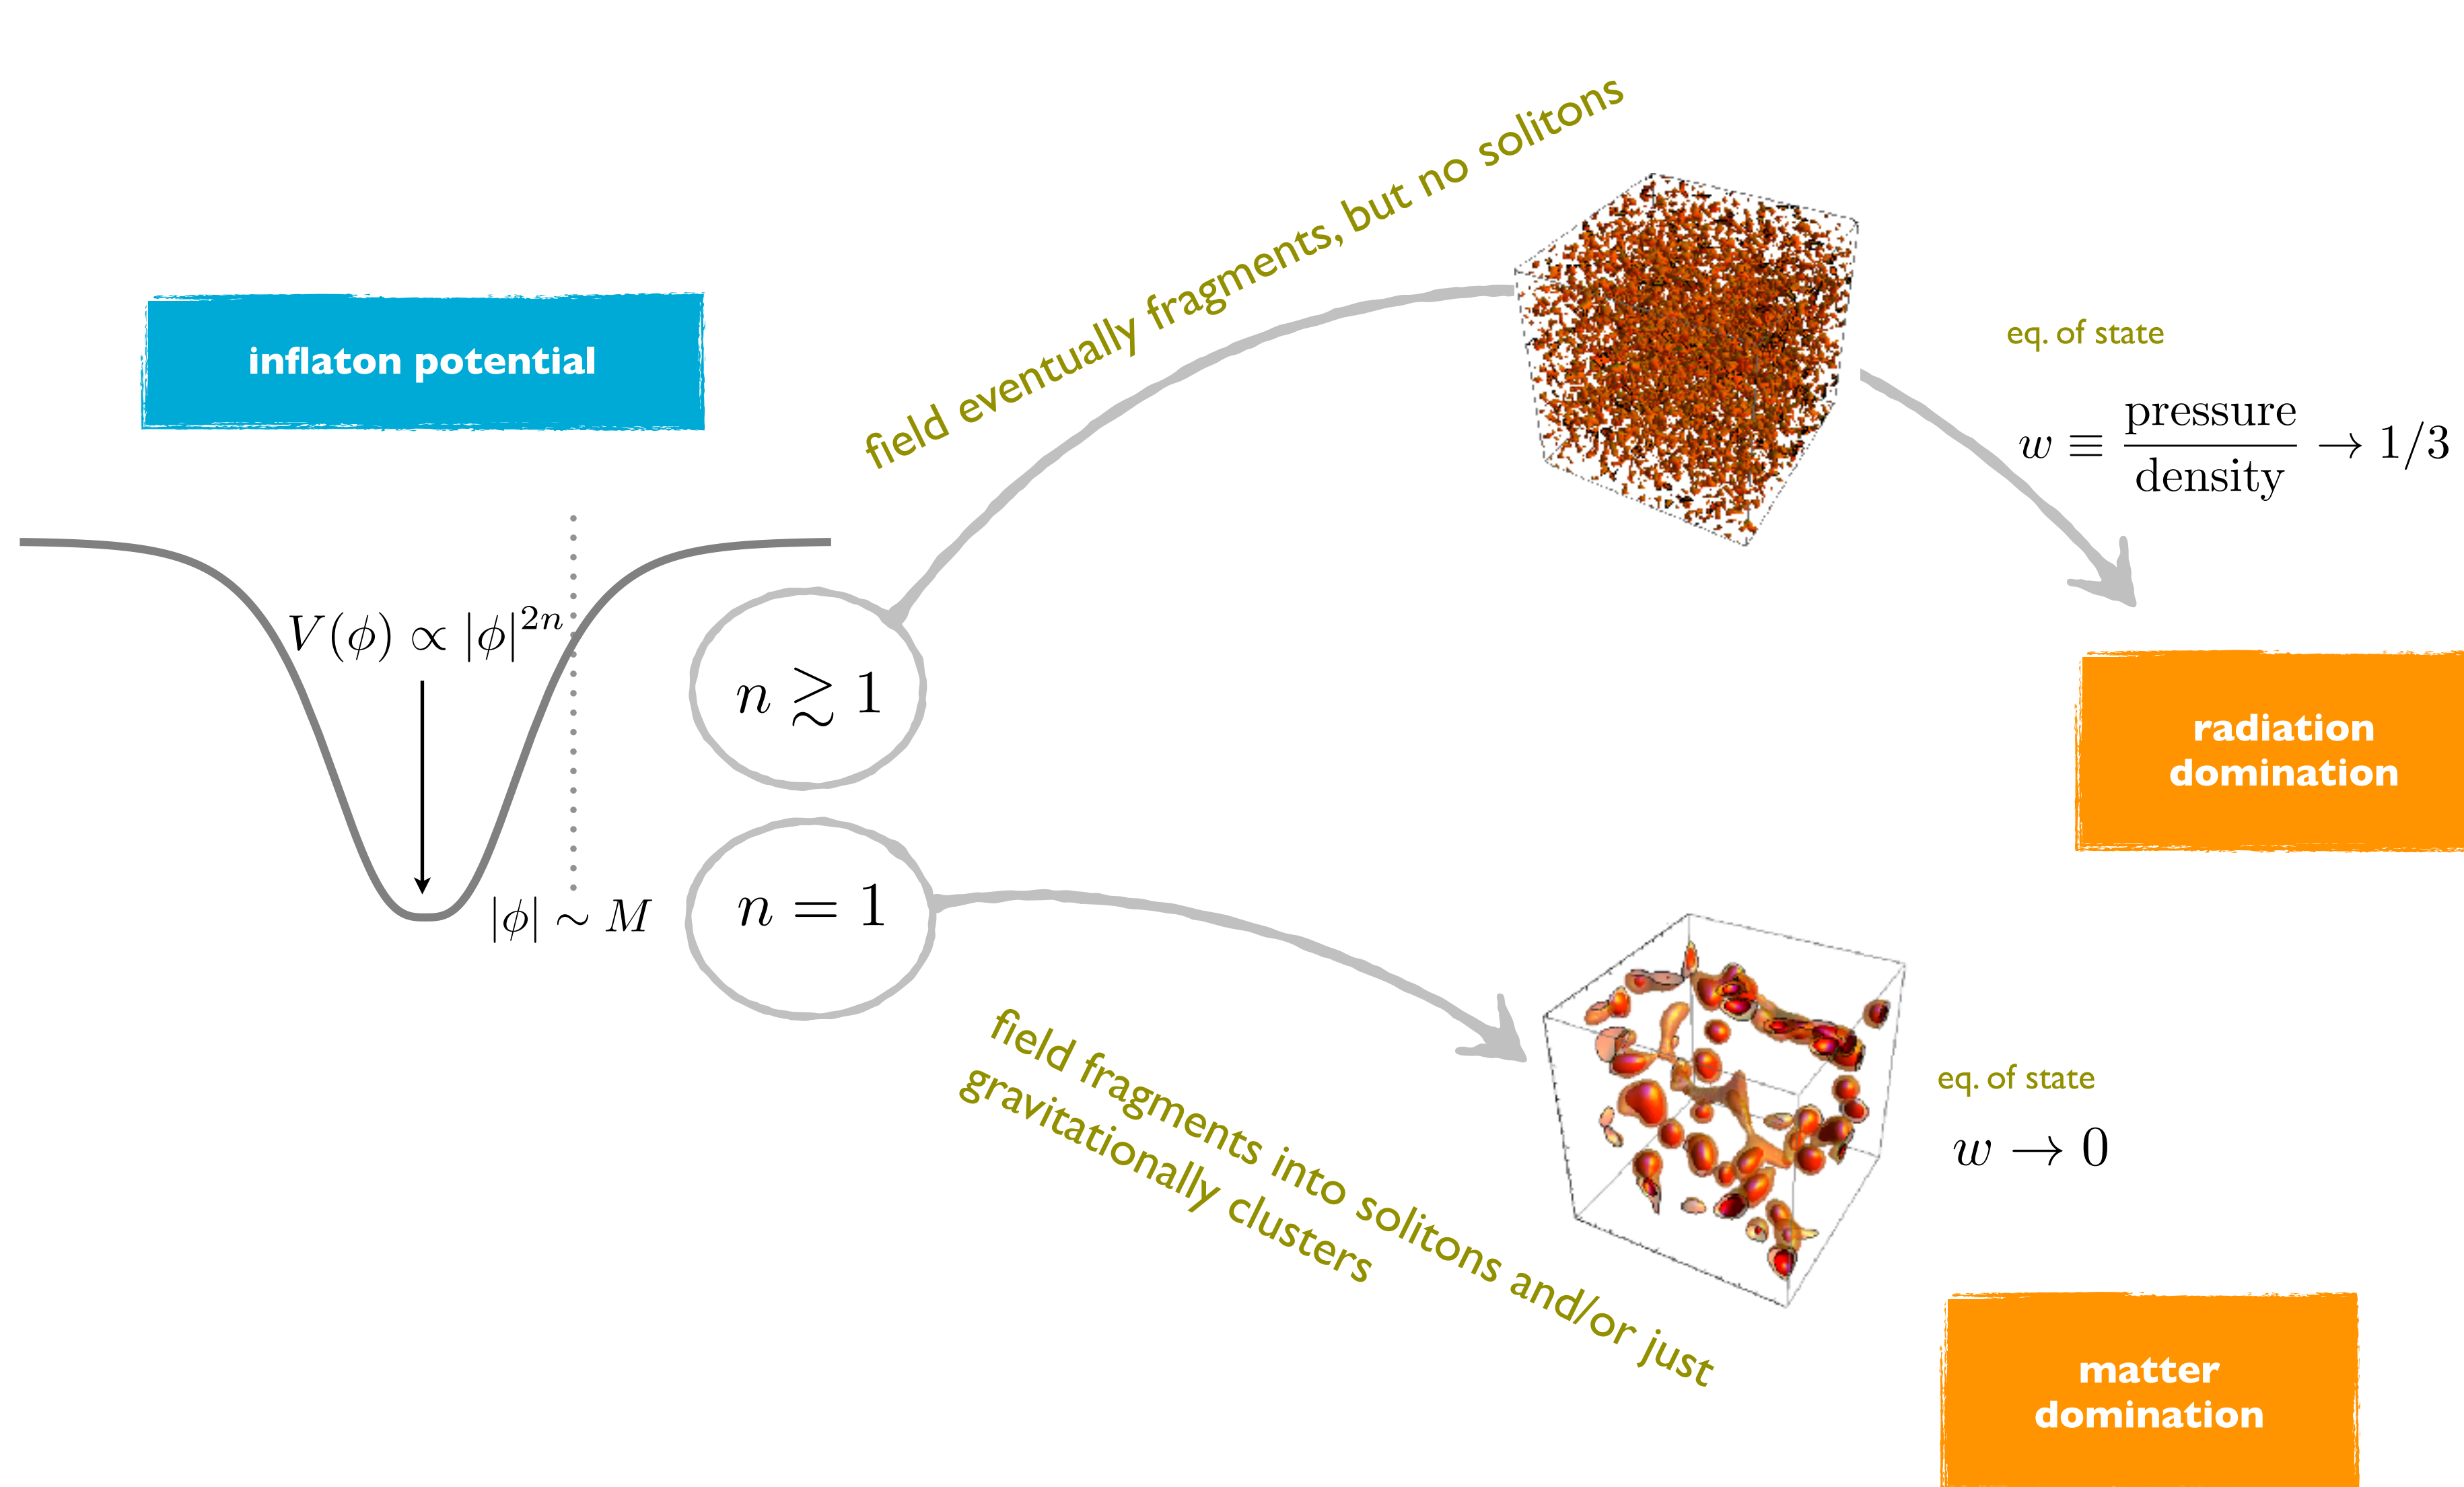 field eventually fragments, but no solitons
inflaton potential
eq. of state
w ≡ pressure/density → 1/3
V(φ) ∝ |φ|²ⁿ
n ≳ 1
radiation
domination
|φ| ~ M
n = 1
field fragments into solitons and/or just
gravitationally clusters
eq. of state
w → 0
matter
domination